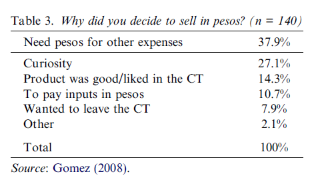 Table 3. Why did you decide to sell in pesos? (n = 140)
Need pesos for other expenses 37.9%
Curiosity 27.1%
Product was good/liked in the CT 14.3%
To pay inputs in pesos 10.7%
Wanted to leave the CT 7.9%
Other 2.1%
Total 100%
Source: Gomez (2008).